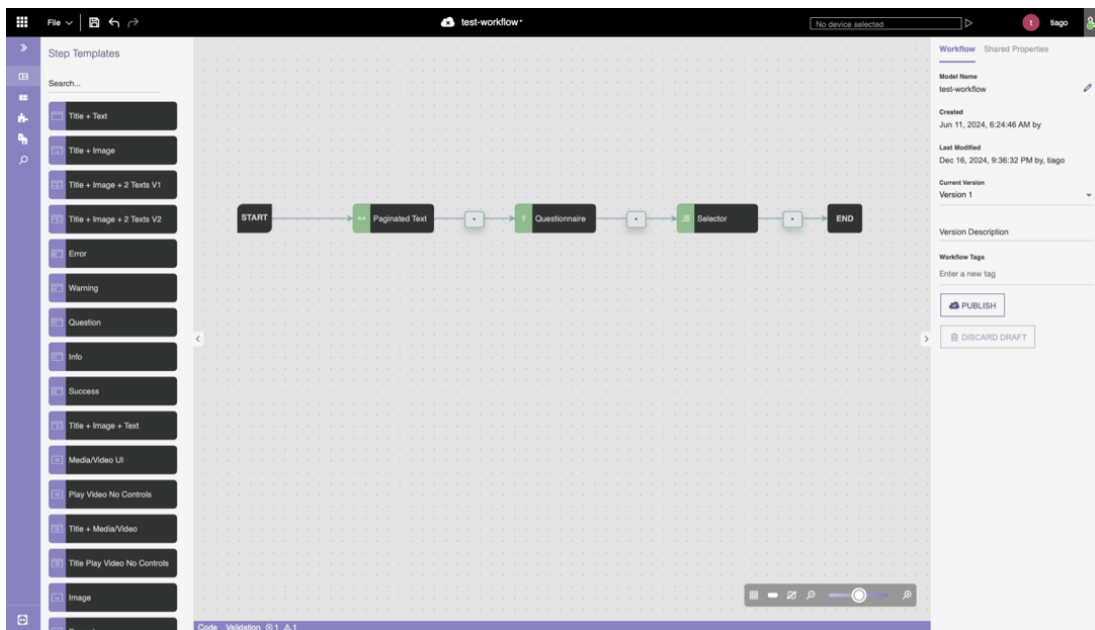 File
test-workflow*
No device selected
t
tiago
Step Templates
Search...
Title + Text
Title + Image
Title + Image + 2 Texts V1
Title + Image + 2 Texts V2
Error
Warning
Question
Info
Success
Title + Image + Text
Media/Video UI
Play Video No Controls
Title + Media/Video
Title Play Video No Controls
Image
START
Paginated Text
? Questionnaire
Selector
END
Code Validation 1 1
Workflow Shared Properties
Model Name
test-workflow
Created
Jun 11, 2024, 6:24:46 AM by
Last Modified
Dec 16, 2024, 9:36:32 PM by, tiago
Current Version
Version 1
Version Description
Workflow Tags
Enter a new tag
PUBLISH
DISCARD DRAFT